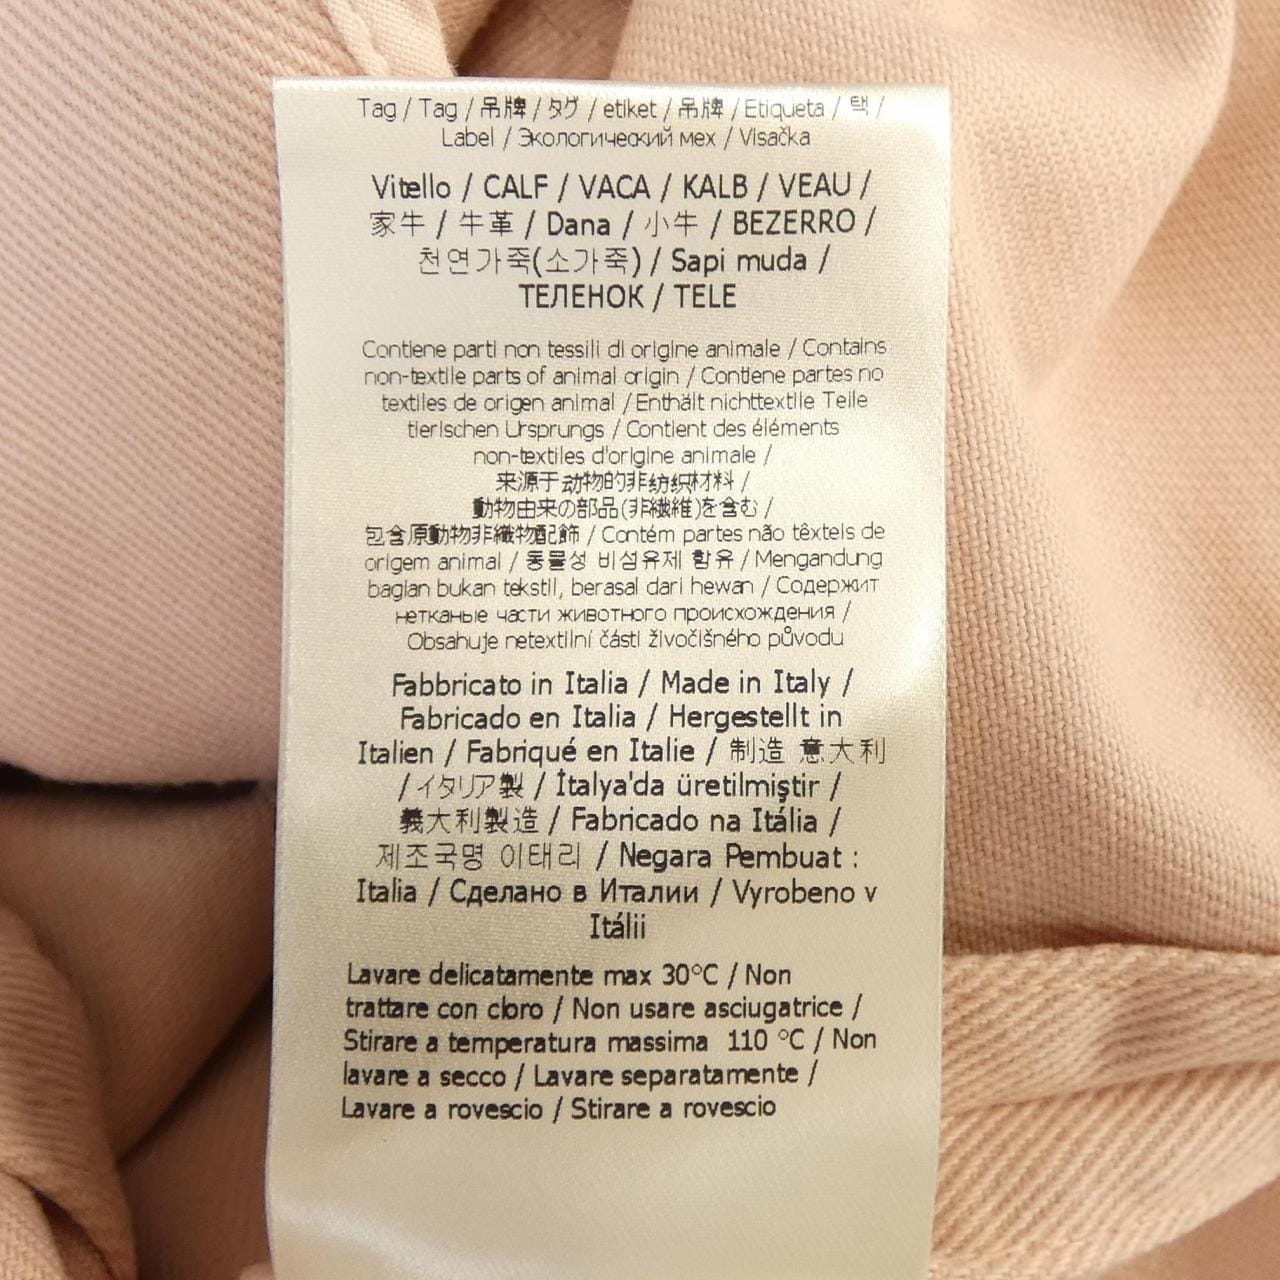 Tag / Tag / 吊牌 / タグ / etiket / 吊牌 / Etiqueta / 택 /
Label / Экологический мех / Visačka
Vitello / CALF / VACA / KALB / VEAU /
家牛 / 牛革 / Dana / 小牛 / BEZERRO /
천연가죽(소가죽) / Sapi muda /
ТЕЛЕНОК / TELE
Contiene parti non tessili di origine animale / Contains
non-textile parts of animal origin / Contiene partes no
textiles de origen animal / Enthält nichttextile Teile
tierischen Ursprungs / Contient des éléments
non-textiles d'origine animale /
来源于动物的非纺织材料 /
動物由来の部品(非繊維)を含む /
包含原動物非織物配飾 / Contém partes não têxteis de
origem animal / 동물성 비섬유제 함유 / Mengandung
bagian bukan tekstil, berasal dari hewan / Содержит
нетканые части животного происхождения /
Obsahuje netextilní části živočišného původu
Fabbricato in Italia / Made in Italy /
Fabricado en Italia / Hergestellt in
Italien / Fabriqué en Italie / 制造 意大利
/ イタリア製 / İtalya'da üretilmiştir /
義大利製造 / Fabricado na Itália /
제조국명 이태리 / Negara Pembuat :
Italia / Сделано в Италии / Vyrobeno v
Itálii
Lavare delicatamente max 30°C / Non
trattare con cloro / Non usare asciugatrice /
Stirare a temperatura massima 110 °C / Non
lavare a secco / Lavare separatamente /
Lavare a rovescio / Stirare a rovescio